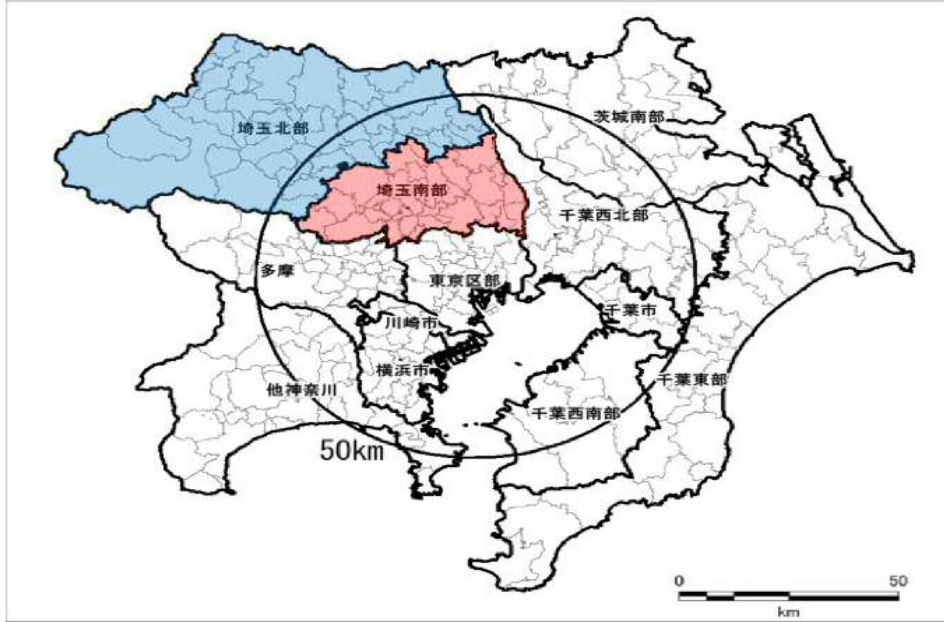 茨城南部
埼玉北部
埼玉南部
千葉西北部
多摩
東京区部
千葉市
川崎市
横浜市
他神奈川
千葉東部
千葉西南部
50km
0 50
km